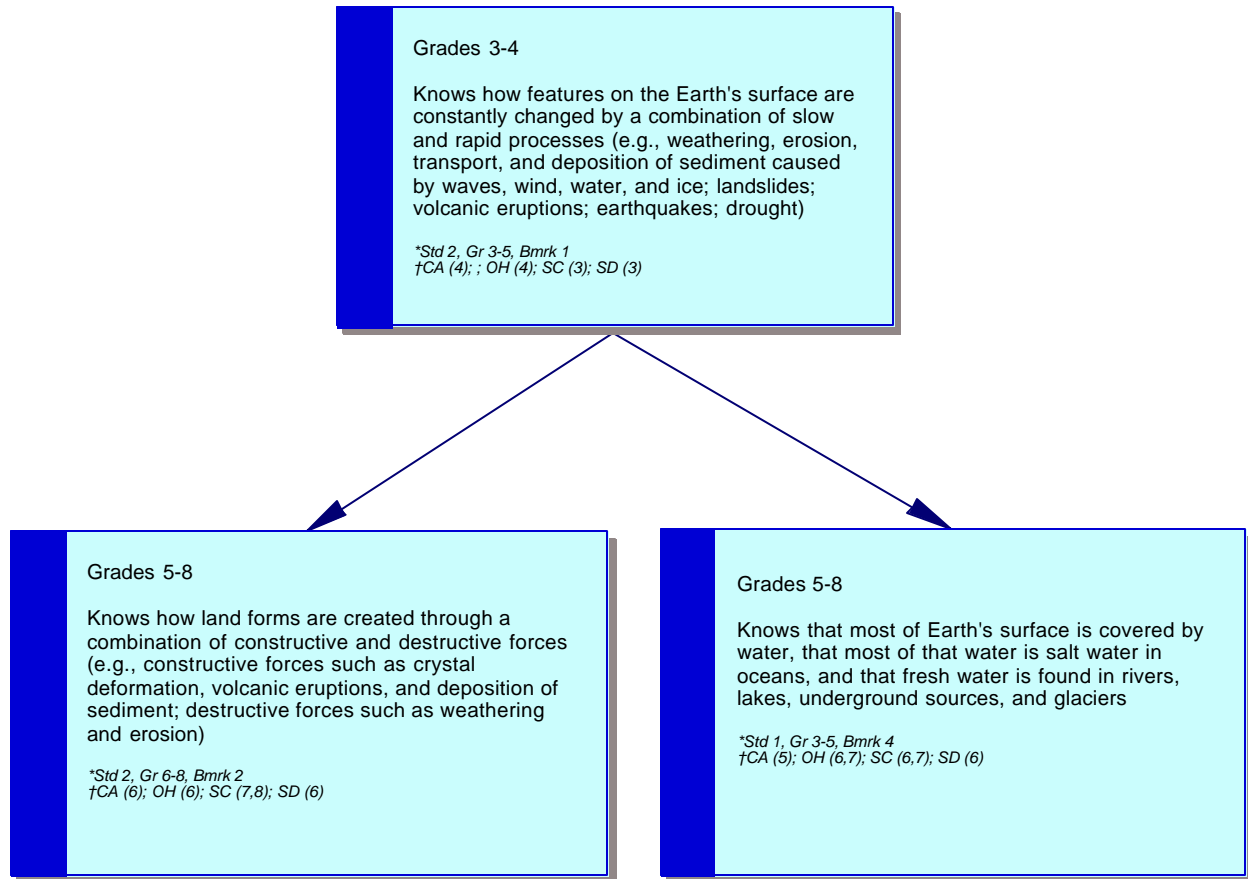 Grades 3-4
Knows how features on the Earth's surface are
constantly changed by a combination of slow
and rapid processes (e.g., weathering, erosion,
transport, and deposition of sediment caused
by waves, wind, water, and ice; landslides;
volcanic eruptions; earthquakes; drought)
*Std 2, Gr 3-5, Bmrk 1
†CA (4); ; OH (4); SC (3); SD (3)
Grades 5-8
Knows how land forms are created through a
combination of constructive and destructive forces
(e.g., constructive forces such as crystal
deformation, volcanic eruptions, and deposition of
sediment; destructive forces such as weathering
and erosion)
*Std 2, Gr 6-8, Bmrk 2
†CA (6); OH (6); SC (7,8); SD (6)
Grades 5-8
Knows that most of Earth's surface is covered by
water, that most of that water is salt water in
oceans, and that fresh water is found in rivers,
lakes, underground sources, and glaciers
*Std 1, Gr 3-5, Bmrk 4
†CA (5); OH (6,7); SC (6,7); SD (6)